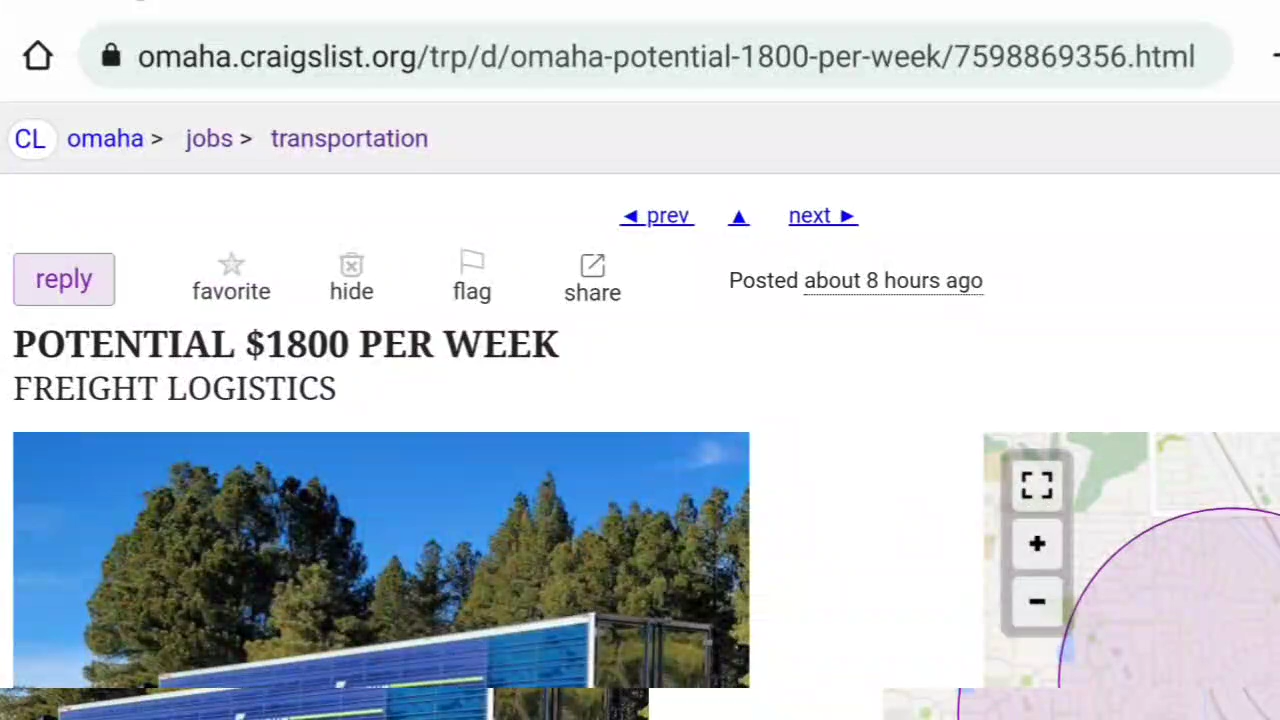 omaha.craigslist.org/trp/d/omaha-potential-1800-per-week/7598869356.html
CL omaha > jobs > transportation
◄ prev ▲ next ►
reply favorite hide flag share Posted about 8 hours ago
POTENTIAL $1800 PER WEEK
FREIGHT LOGISTICS
+
-